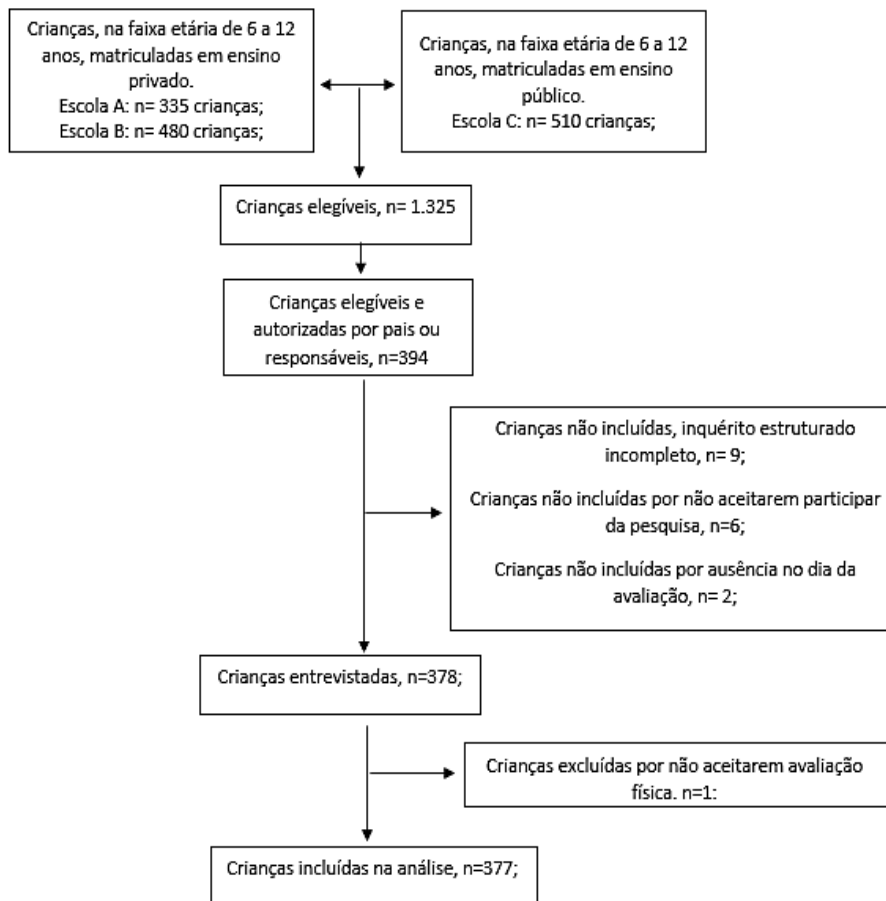 Crianças, na faixa etária de 6 a 12
anos, matriculadas em ensino
privado.
Escola A: n= 335 crianças;
Escola B: n= 480 crianças;
Crianças, na faixa etária de 6 a 12
anos, matriculadas em ensino
público.
Escola C: n= 510 crianças;
Crianças elegíveis, n= 1.325
Crianças elegíveis e
autorizadas por pais ou
responsáveis, n=394
Crianças não incluídas, inquérito estruturado
incompleto, n= 9;
Crianças não incluídas por não aceitarem participar
da pesquisa, n=6;
Crianças não incluídas por ausência no dia da
avaliação, n= 2;
Crianças entrevistadas, n=378;
Crianças excluídas por não aceitarem avaliação
física. n=1:
Crianças incluídas na análise, n=377;